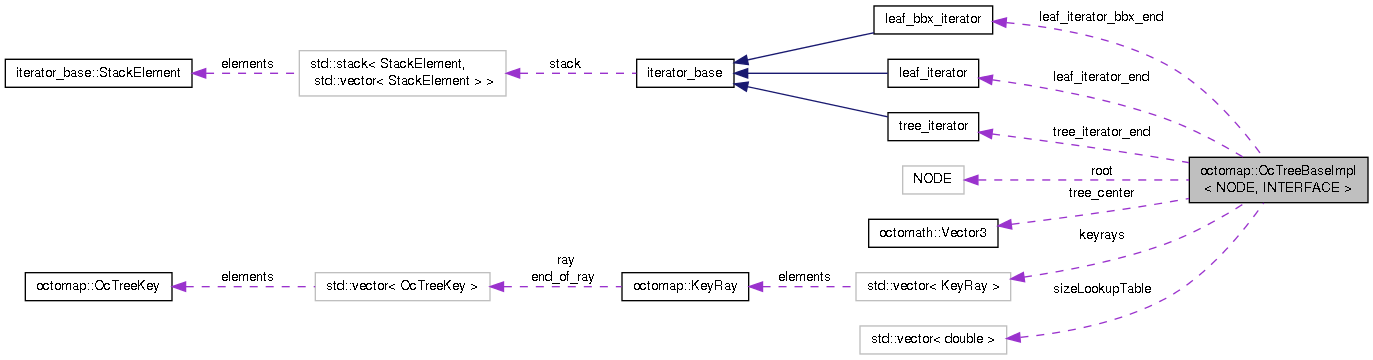 leaf_bbx_iterator
leaf_iterator_bbx_end
iterator_base::StackElement
elements
std::stack< StackElement,
std::vector< StackElement > >
stack
iterator_base
leaf_iterator
leaf_iterator_end
tree_iterator
tree_iterator_end
NODE
root
octomap::OcTreeBaseImpl
< NODE, INTERFACE >
tree_center
octomath::Vector3
keyrays
octomap::OcTreeKey
elements
std::vector< OcTreeKey >
ray
end_of_ray
octomap::KeyRay
elements
std::vector< KeyRay >
sizeLookupTable
std::vector< double >